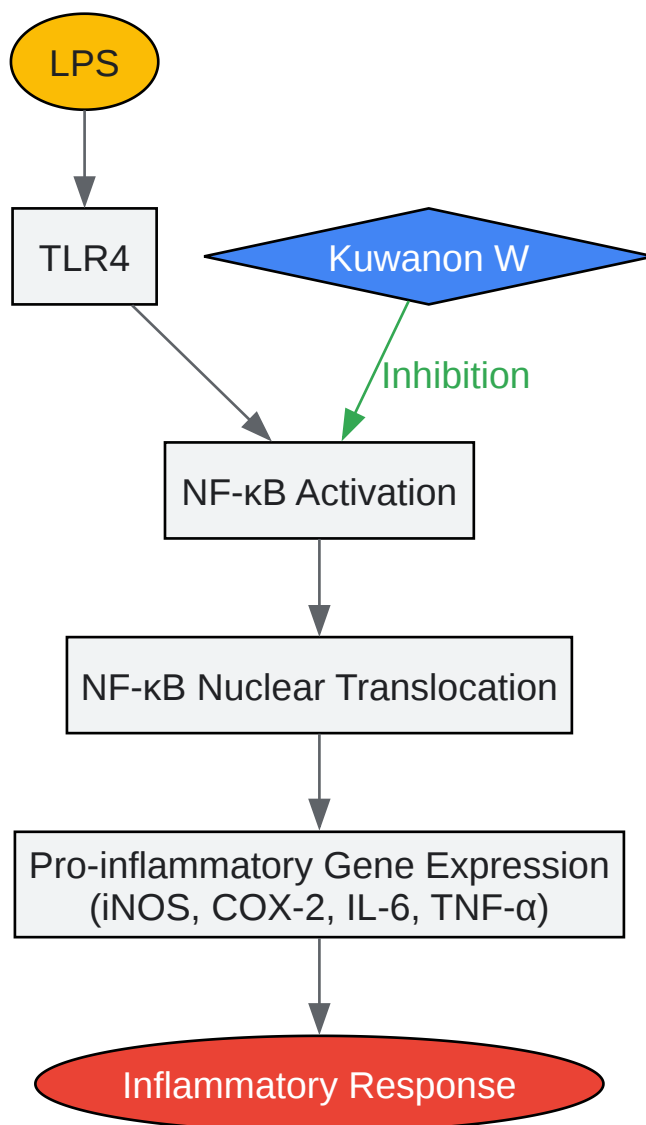 LPS
TLR4
Kuwanon W
Inhibition
NF-κB Activation
NF-κB Nuclear Translocation
Pro-inflammatory Gene Expression
(iNOS, COX-2, IL-6, TNF-α)
Inflammatory Response